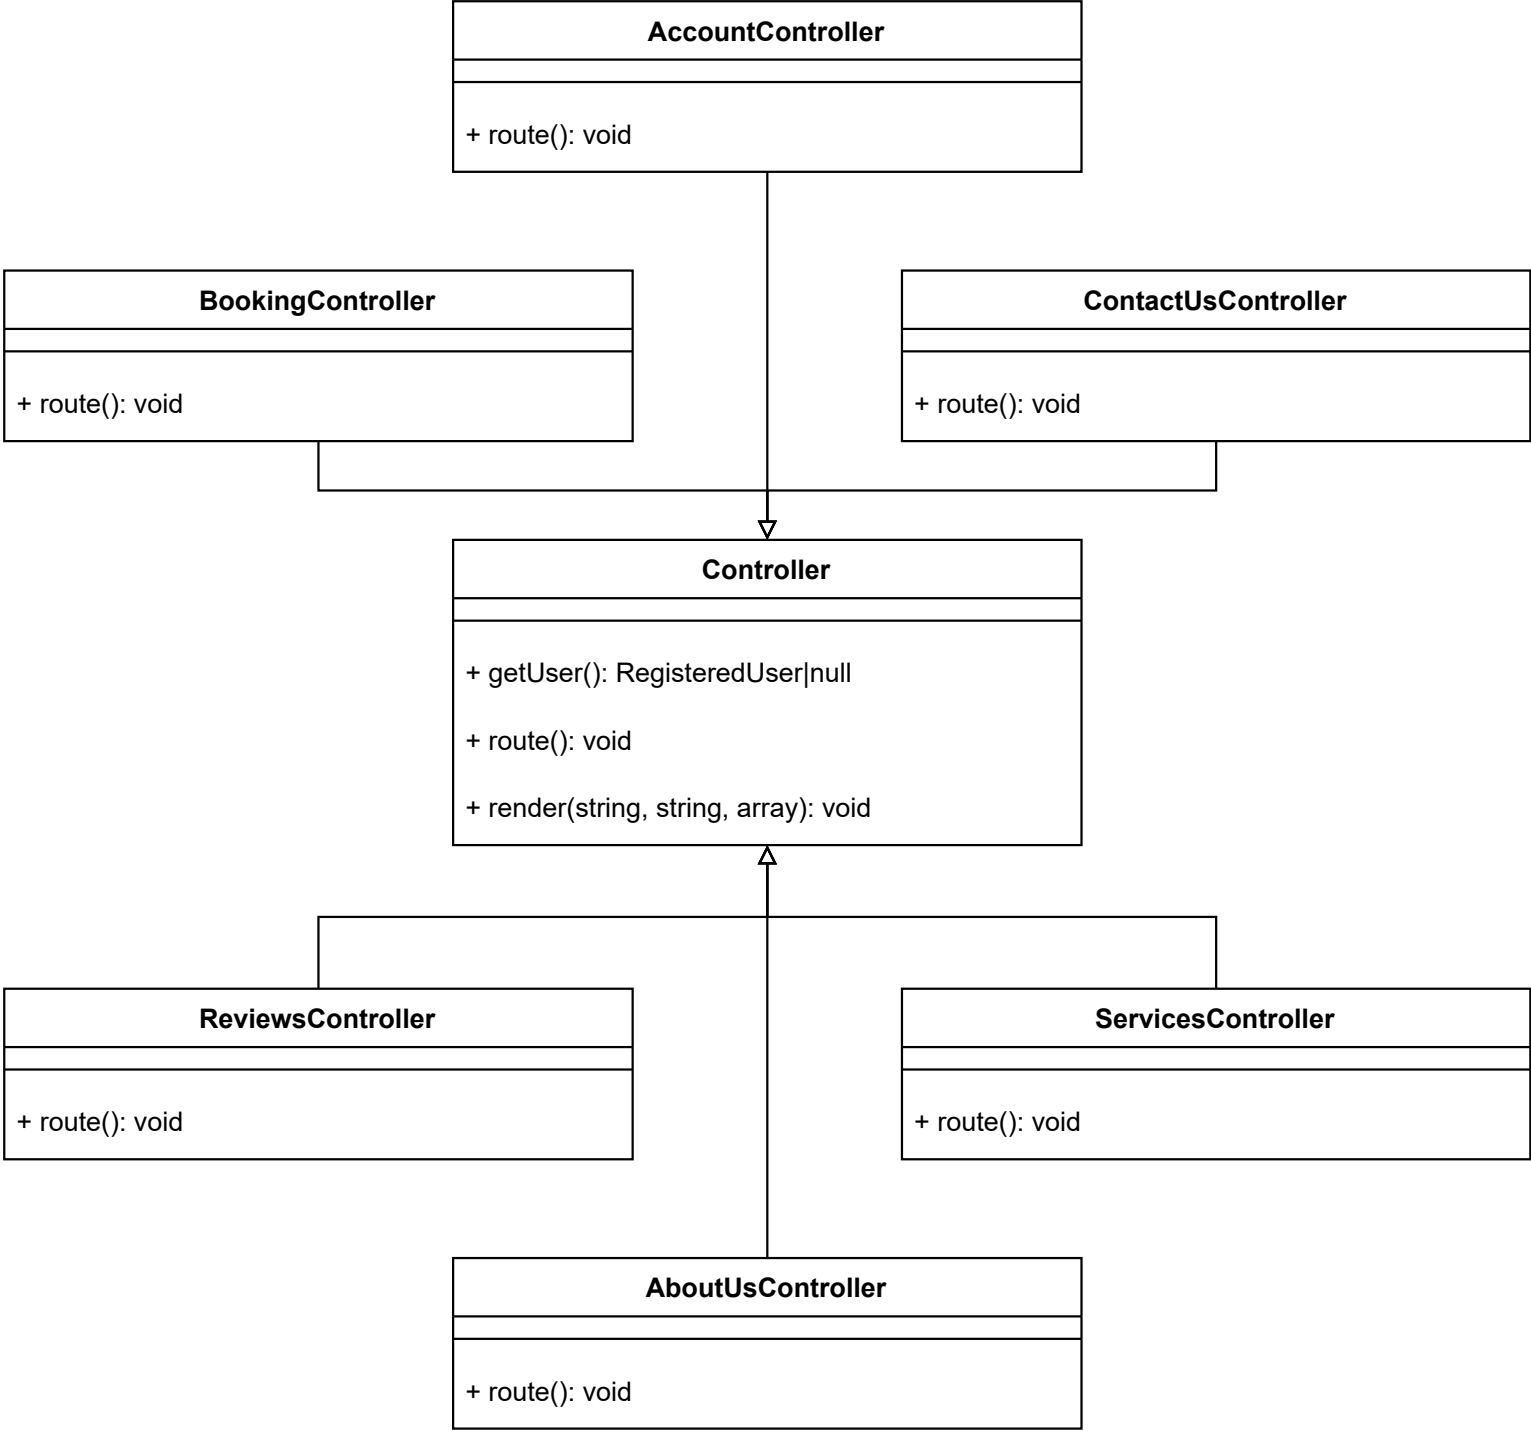 AccountController
+ route(): void
BookingController
+ route(): void
ContactUsController
+ route(): void
Controller
+ getUser(): RegisteredUser|null
+ route(): void
+ render(string, string, array): void
ReviewsController
+ route(): void
ServicesController
+ route(): void
AboutUsController
+ route(): void